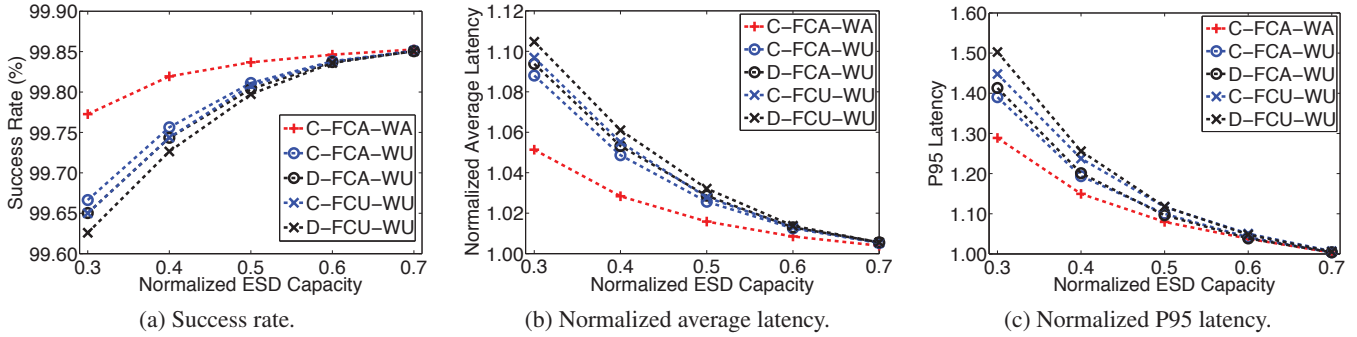 99.90
99.85
99.80
99.75
99.70
99.65
99.60
Success Rate (%)
C−FCA−WA
C−FCA−WU
D−FCA−WU
C−FCU−WU
D−FCU−WU
0.3 0.4 0.5 0.6 0.7
Normalized ESD Capacity
(a) Success rate.
1.12
1.10
1.08
1.06
1.04
1.02
1.00
Normalized Average Latency
C−FCA−WA
C−FCA−WU
D−FCA−WU
C−FCU−WU
D−FCU−WU
0.3 0.4 0.5 0.6 0.7
Normalized ESD Capacity
(b) Normalized average latency.
1.60
1.50
1.40
1.30
1.20
1.10
1.00
P95 Latency
C−FCA−WA
C−FCA−WU
D−FCA−WU
C−FCU−WU
D−FCU−WU
0.3 0.4 0.5 0.6 0.7
Normalized ESD Capacity
(c) Normalized P95 latency.